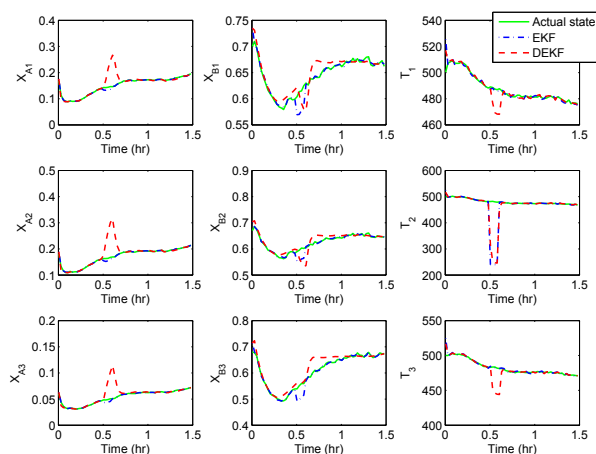 Actual state
EKF
DEKF
X_A1
0.4
0.3
0.2
0.1
0
0 0.5 1 1.5
Time (hr)
X_B1
0.75
0.7
0.65
0.6
0.55
0 0.5 1 1.5
Time (hr)
T_1
540
520
500
480
460
0 0.5 1 1.5
Time (hr)
X_A2
0.5
0.4
0.3
0.2
0.1
0 0.5 1 1.5
Time (hr)
X_B2
0.9
0.8
0.7
0.6
0.5
0 0.5 1 1.5
Time (hr)
T_2
600
500
400
300
200
0 0.5 1 1.5
Time (hr)
X_A3
0.2
0.15
0.1
0.05
0
0 0.5 1 1.5
Time (hr)
X_B3
0.8
0.7
0.6
0.5
0.4
0 0.5 1 1.5
Time (hr)
T_3
550
500
450
400
0 0.5 1 1.5
Time (hr)